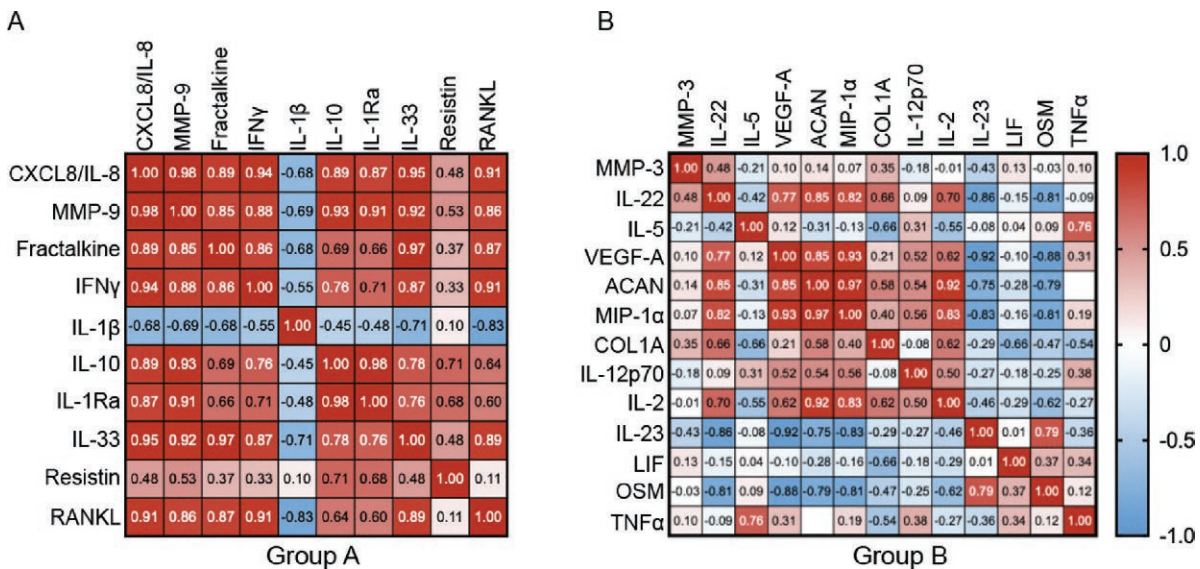 A
CXCL8/IL-8 MMP-9 Fractalkine IFNγ IL-1β IL-10 IL-1Ra IL-33 Resistin RANKL
CXCL8/IL-8 1.00 0.98 0.89 0.94 -0.68 0.89 0.87 0.95 0.48 0.91
MMP-9 0.98 1.00 0.85 0.88 -0.69 0.93 0.91 0.92 0.53 0.86
Fractalkine 0.89 0.85 1.00 0.86 -0.68 0.69 0.66 0.97 0.37 0.87
IFNγ 0.94 0.88 0.86 1.00 -0.55 0.76 0.71 0.87 0.33 0.91
IL-1β -0.68 -0.69 -0.68 -0.55 1.00 -0.45 -0.48 -0.71 0.10 -0.83
IL-10 0.89 0.93 0.69 0.76 -0.45 1.00 0.98 0.78 0.71 0.64
IL-1Ra 0.87 0.91 0.66 0.71 -0.48 0.98 1.00 0.76 0.68 0.60
IL-33 0.95 0.92 0.97 0.87 -0.71 0.78 0.76 1.00 0.48 0.89
Resistin 0.48 0.53 0.37 0.33 0.10 0.71 0.68 0.48 1.00 0.11
RANKL 0.91 0.86 0.87 0.91 -0.83 0.64 0.60 0.89 0.11 1.00
Group A
B
MMP-3 IL-22 IL-5 VEGF-A ACAN MIP-1α COL1A IL-12p70 IL-2 IL-23 LIF OSM TNFα
MMP-3 1.00 0.48 -0.21 0.10 0.14 0.07 0.35 -0.18 -0.01 -0.43 0.13 -0.03 0.10
IL-22 0.48 1.00 -0.42 0.77 0.85 0.82 0.66 0.09 0.70 -0.86 -0.15 -0.81 -0.09
IL-5 -0.21 -0.42 1.00 0.12 -0.31 -0.13 -0.66 0.31 -0.55 -0.08 0.04 0.09 0.76
VEGF-A 0.10 0.77 0.12 1.00 0.85 0.93 0.21 0.52 0.62 -0.92 -0.10 -0.88 0.31
ACAN 0.14 0.85 -0.31 0.85 1.00 0.97 0.58 0.54 0.92 -0.75 -0.28 -0.79
MIP-1α 0.07 0.82 -0.13 0.93 0.97 1.00 0.40 0.56 0.83 -0.83 -0.16 -0.81 0.19
COL1A 0.35 0.66 -0.66 0.21 0.58 0.40 1.00 -0.08 0.62 -0.29 -0.66 -0.47 -0.54
IL-12p70 -0.18 0.09 0.31 0.52 0.54 0.56 -0.08 1.00 0.50 -0.27 -0.18 -0.25 0.38
IL-2 -0.01 0.70 -0.55 0.62 0.92 0.83 0.62 0.50 1.00 -0.46 -0.29 -0.62 -0.27
IL-23 -0.43 -0.86 -0.08 -0.92 -0.75 -0.83 -0.29 -0.27 -0.46 1.00 0.01 0.79 -0.36
LIF 0.13 -0.15 0.04 -0.10 -0.28 -0.16 -0.66 -0.18 -0.29 0.01 1.00 0.37 0.34
OSM -0.03 -0.81 0.09 -0.88 -0.79 -0.81 -0.47 -0.25 -0.62 0.79 0.37 1.00 0.12
TNFα 0.10 -0.09 0.76 0.31 0.19 -0.54 0.38 -0.27 -0.36 0.34 0.12 1.00
Group B
1.0
0.5
0
-0.5
-1.0